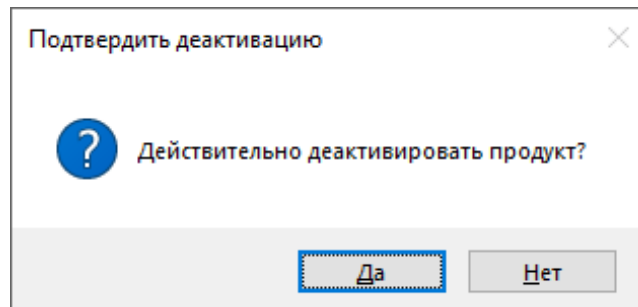 Подтвердить деактивацию
Действительно деактивировать продукт?
Да
Нет